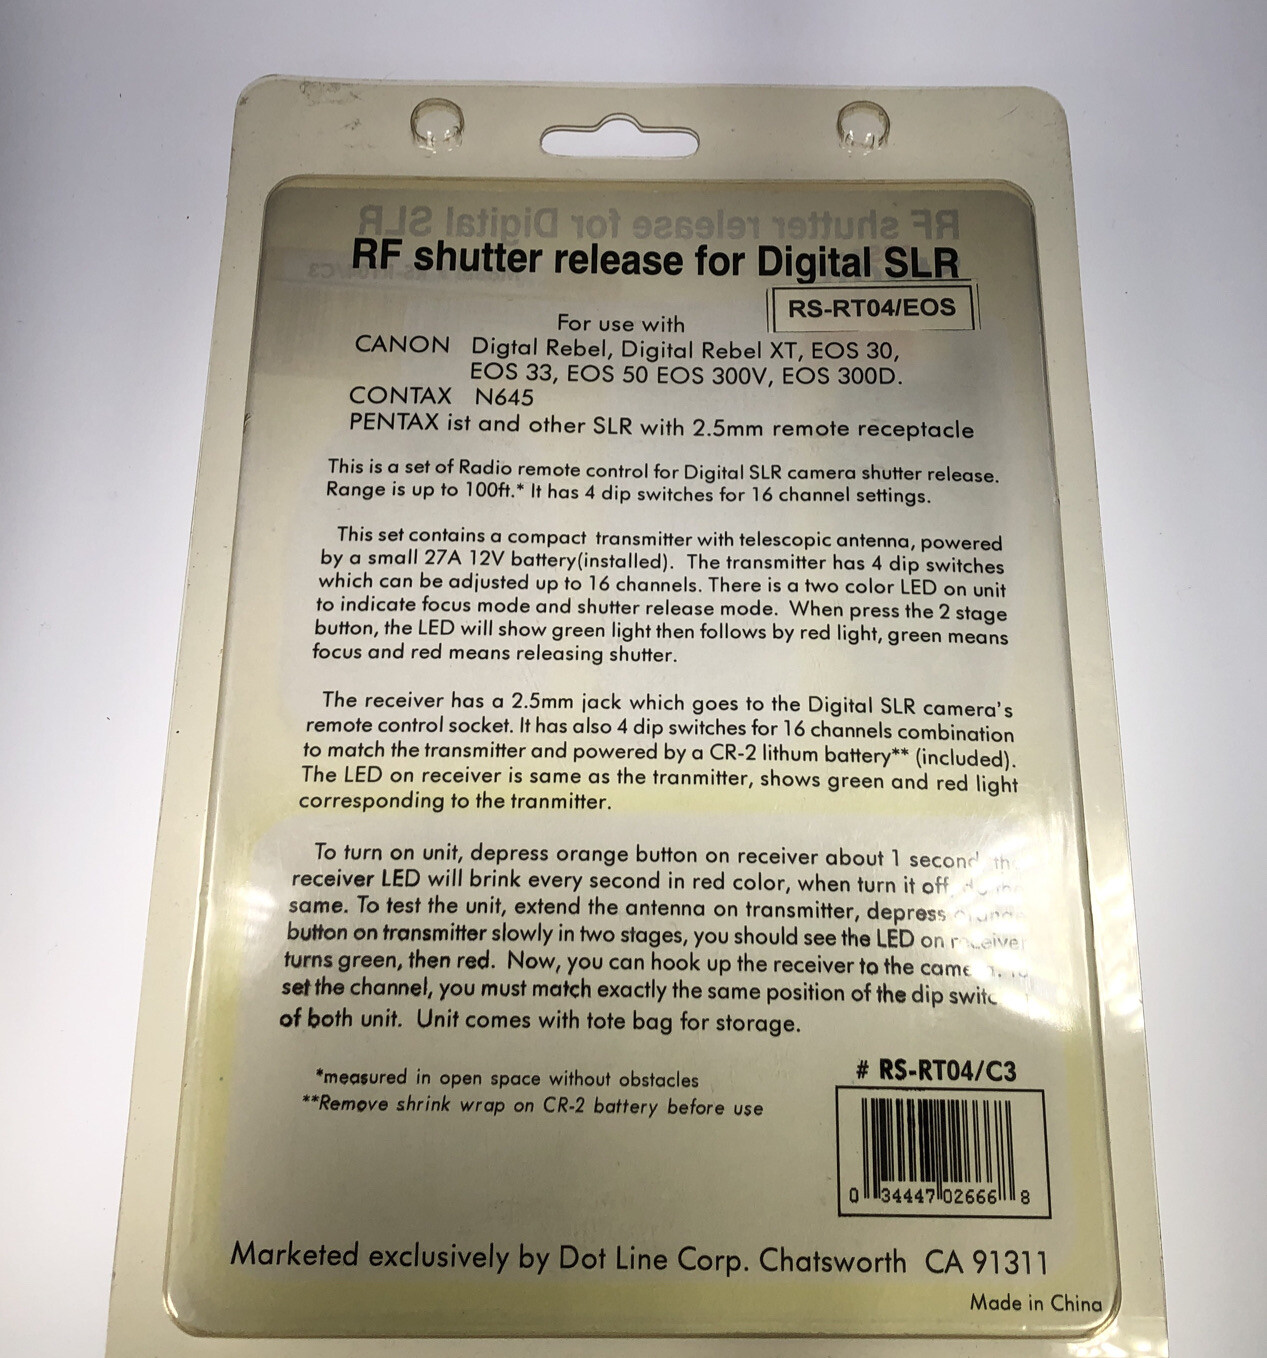 RF shutter release for Digital SLR
RS-RT04/EOS
For use with
CANON Digtal Rebel, Digital Rebel XT, EOS 30,
EOS 33, EOS 50 EOS 300V, EOS 300D.
CONTAX N645
PENTAX ist and other SLR with 2.5mm remote receptacle
This is a set of Radio remote control for Digital SLR camera shutter release.
Range is up to 100ft.* It has 4 dip switches for 16 channel settings.
This set contains a compact transmitter with telescopic antenna, powered
by a small 27A 12V battery(installed). The transmitter has 4 dip switches
which can be adjusted up to 16 channels. There is a two color LED on unit
to indicate focus mode and shutter release mode. When press the 2 stage
button, the LED will show green light then follows by red light, green means
focus and red means releasing shutter.
The receiver has a 2.5mm jack which goes to the Digital SLR camera's
remote control socket. It has also 4 dip switches for 16 channels combination
to match the transmitter and powered by a CR-2 lithum battery** (included).
The LED on receiver is same as the tranmitter, shows green and red light
corresponding to the tranmitter.
To turn on unit, depress orange button on receiver about 1 second
receiver LED will brink every second in red color, when turn it off,
same. To test the unit, extend the antenna on transmitter, depress
button on transmitter slowly in two stages, you should see the LED on receiver
turns green, then red. Now, you can hook up the receiver to the
set the channel, you must match exactly the same position of the dip
of both unit. Unit comes with tote bag for storage.
*measured in open space without obstacles
**Remove shrink wrap on CR-2 battery before use
# RS-RT04/C3
0 34447 02666 8
Marketed exclusively by Dot Line Corp. Chatsworth CA 91311
Made in China